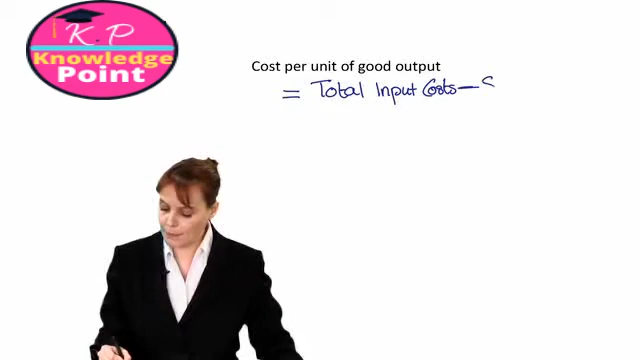 K.P
Knowledge
Point
Cost per unit of good output
= Total Input Costs – S